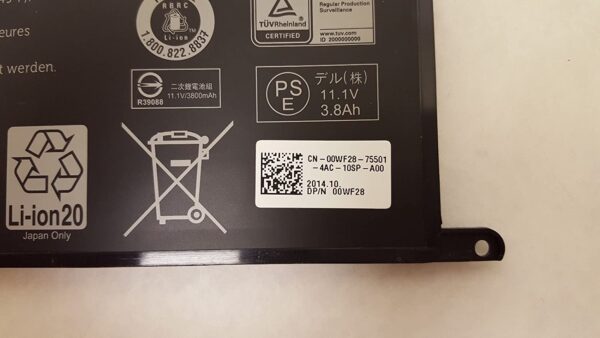 eures
t werden.
RBRC
Li-ion
1.800.822.8837
TÜVRheinland
CERTIFIED
Regular Production
Surveillance
www.tuv.com
ID 2000000000
R39088
二次鋰電池組
11.1V/3800mAh
PS
E
デル(株)
11.1V
3.8Ah
Li-ion20
Japan Only
CN-00WF28-75501
-4AC-10SP-A00
2014.10.
DP/N 00WF28